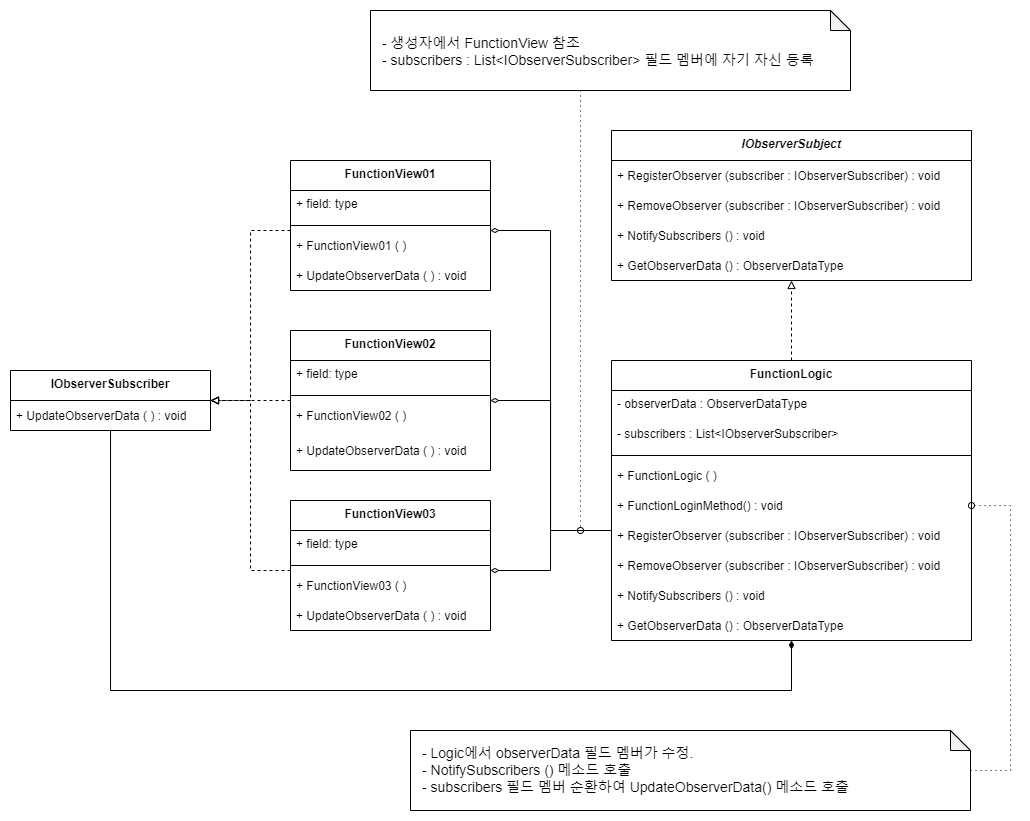 - 생성자에서 FunctionView 참조
- subscribers : List<IObserverSubscriber> 필드 멤버에 자기 자신 등록
IObserverSubject
+ RegisterObserver (subscriber : IObserverSubscriber) : void
+ RemoveObserver (subscriber : IObserverSubscriber) : void
+ NotifySubscribers () : void
+ GetObserverData () : ObserverDataType
FunctionView01
+ field: type
+ FunctionView01 ( )
+ UpdateObserverData ( ) : void
FunctionView02
+ field: type
+ FunctionView02 ( )
+ UpdateObserverData ( ) : void
IObserverSubscriber
+ UpdateObserverData ( ) : void
FunctionLogic
- observerData : ObserverDataType
- subscribers : List<IObserverSubscriber>
+ FunctionLogic ( )
+ FunctionLoginMethod() : void
+ RegisterObserver (subscriber : IObserverSubscriber) : void
+ RemoveObserver (subscriber : IObserverSubscriber) : void
+ NotifySubscribers () : void
+ GetObserverData () : ObserverDataType
FunctionView03
+ field: type
+ FunctionView03 ( )
+ UpdateObserverData ( ) : void
- Logic에서 observerData 필드 멤버가 수정.
- NotifySubscribers () 메소드 호출
- subscribers 필드 멤버 순환하여 UpdateObserverData() 메소드 호출